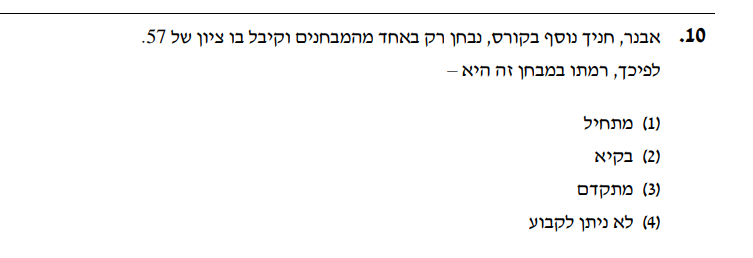 10. אבנר, חניך נוסף בקורס, נבחן רק באחד מהמבחנים וקיבל בו ציון של 57.
לפיכך, רמתו במבחן זה היא –
(1) מתחיל
(2) בקיא
(3) מתקדם
(4) לא ניתן לקבוע